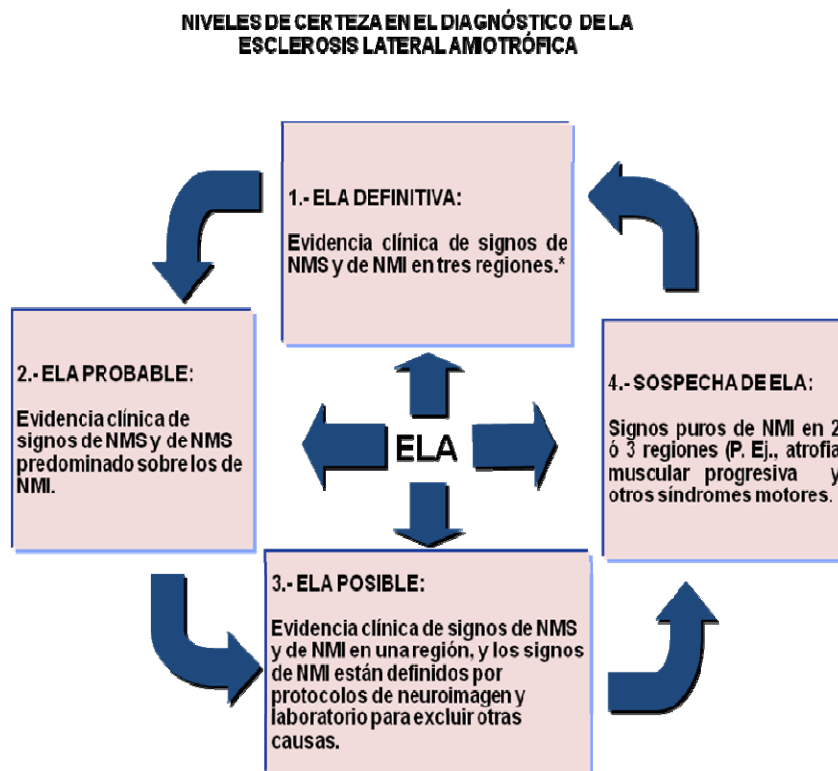 NIVELES DE CERTEZA EN EL DIAGNÓSTICO DE LA
ESCLEROSIS LATERAL AMIOTRÓFICA
1.- ELA DEFINITIVA:
Evidencia clínica de signos de
NMS y de NMI en tres regiones.*
2.- ELA PROBABLE:
Evidencia clínica de
signos de NMS y de NMS
predominado sobre los de
NMI.
ELA
4.- SOSPECHA DE ELA:
Signos puros de NMI en 2
ó 3 regiones (P. Ej., atrofia
muscular progresiva y
otros síndromes motores.
3.- ELA POSIBLE:
Evidencia clínica de signos de NMS
y de NMI en una región, y los signos
de NMI están definidos por
protocolos de neuroimagen y
laboratorio para excluir otras
causas.